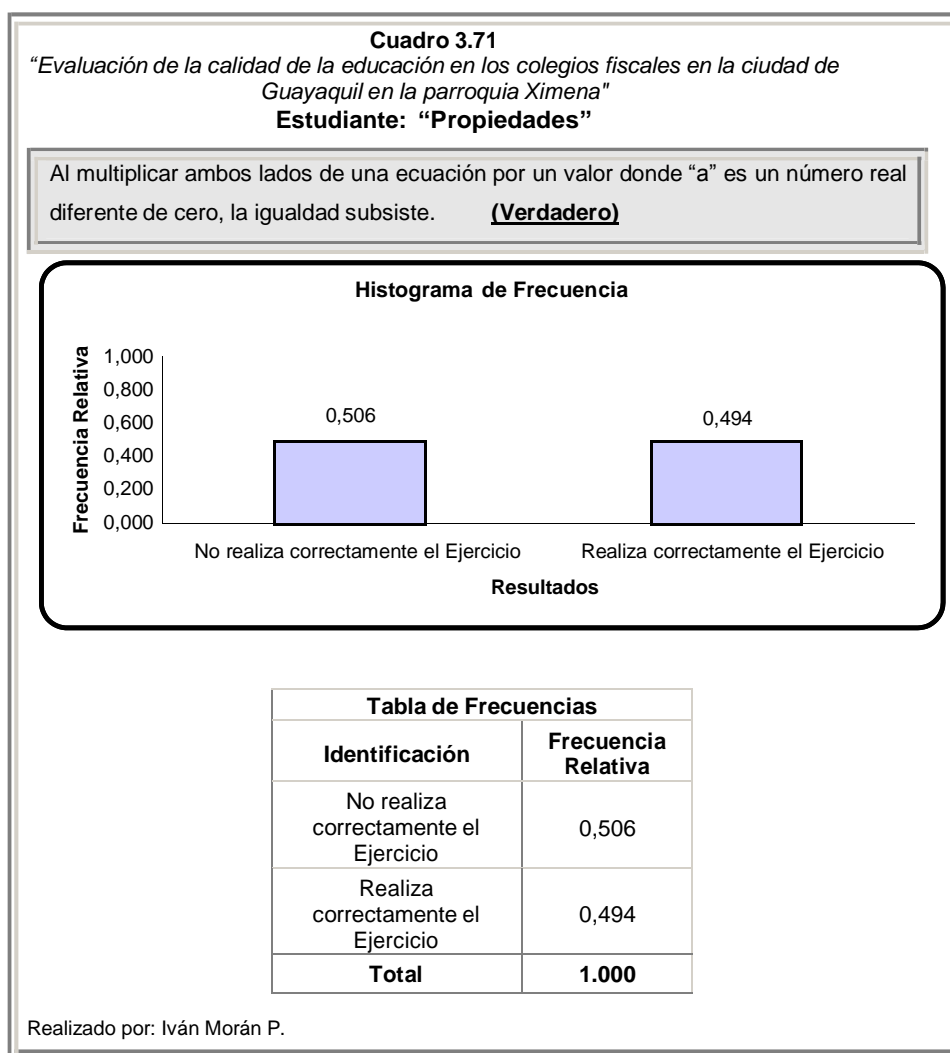 Cuadro 3.71
“Evaluación de la calidad de la educación en los colegios fiscales en la ciudad de
Guayaquil en la parroquia Ximena"
Estudiante: “Propiedades”
Al multiplicar ambos lados de una ecuación por un valor donde “a” es un número real
diferente de cero, la igualdad subsiste. (Verdadero)
Histograma de Frecuencia
Frecuencia Relativa
1,000
0,800
0,600
0,400
0,200
0,000
0,506
0,494
No realiza correctamente el Ejercicio
Realiza correctamente el Ejercicio
Resultados
Tabla de Frecuencias
Identificación
Frecuencia
Relativa
No realiza
correctamente el
Ejercicio
0,506
Realiza
correctamente el
Ejercicio
0,494
Total
1.000
Realizado por: Iván Morán P.